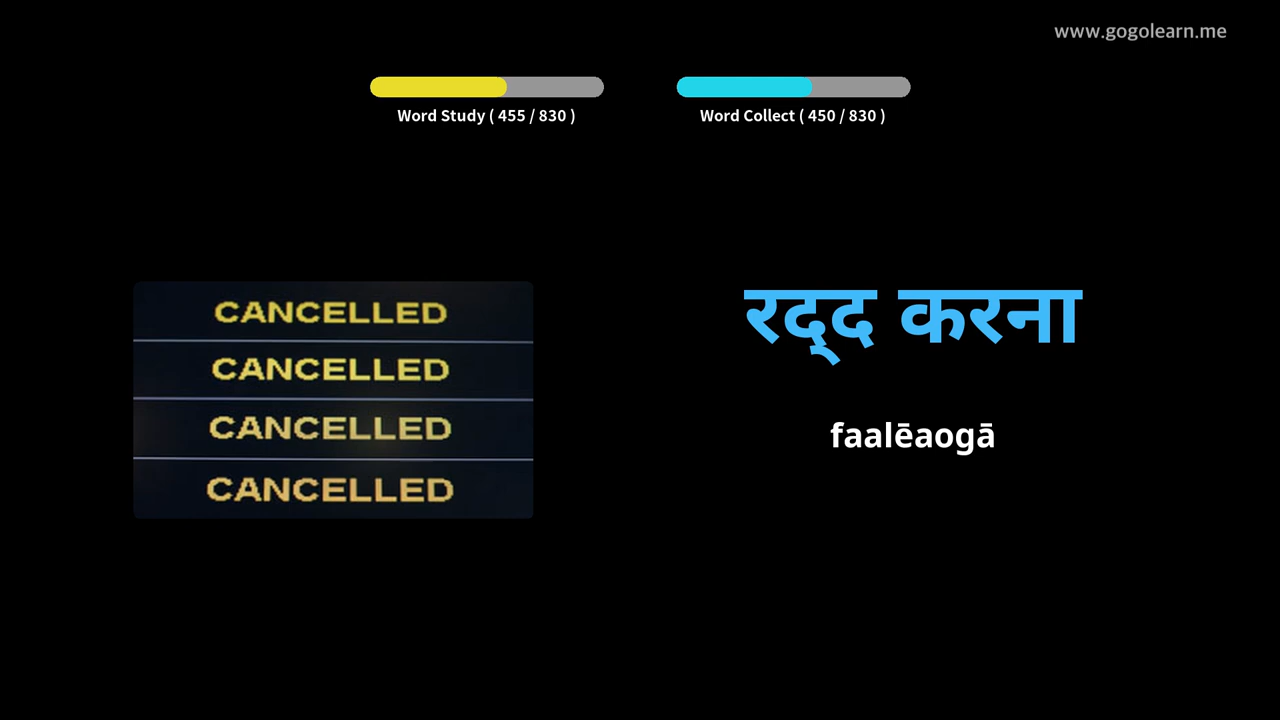 www.gogolearn.me
Word Study ( 455 / 830 )
Word Collect ( 450 / 830 )
CANCELLED
CANCELLED
CANCELLED
CANCELLED
रद्‌द करना
faalēaogā